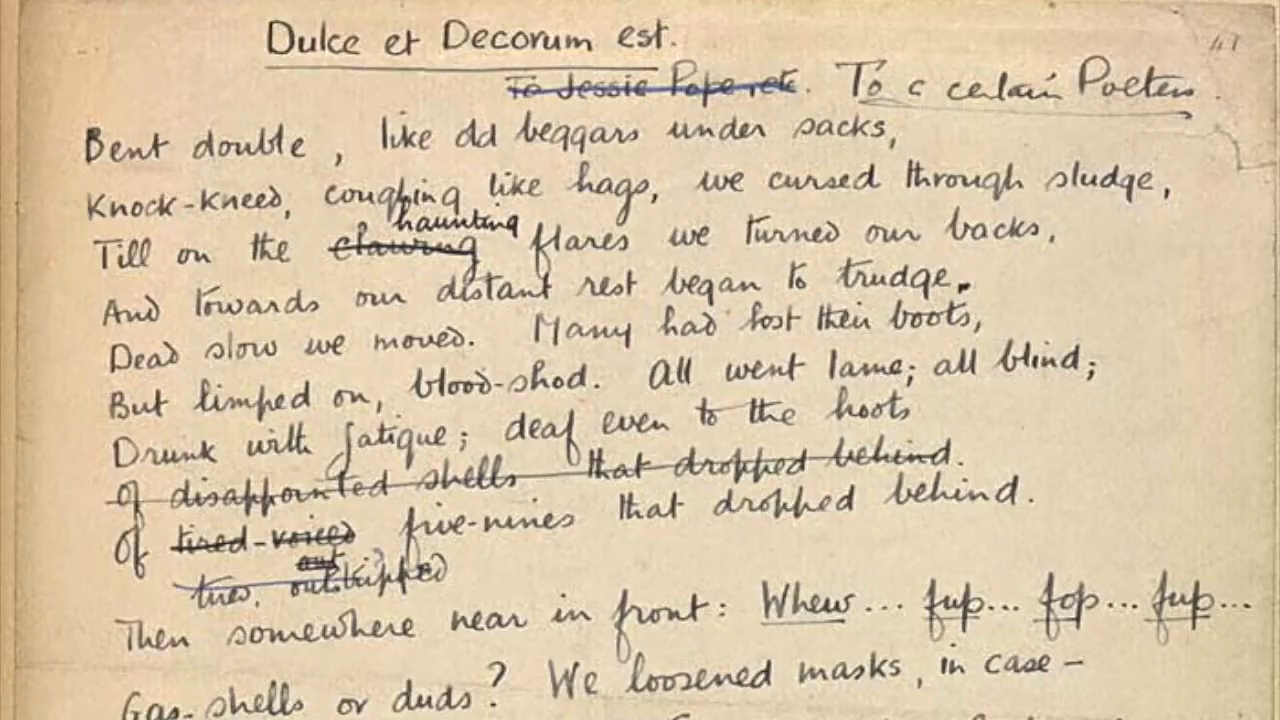 41
Dulce et Decorum est.
To Jessie Pope etc. To a certain Poetess.
Bent double, like old beggars under sacks,
Knock-kneed, coughing like hags, we cursed through sludge,
haunting
Till on the clawing flares we turned our backs,
And towards our distant rest began to trudge.
Dead slow we moved. Many had lost their boots,
But limped on, blood-shod. All went lame; all blind;
Drunk with fatigue; deaf even to the hoots
Of disappointed shells that dropped behind.
Of tired-voiced five-nines that dropped behind.
outstripped
Then somewhere near in front: Whew... fup... fop... fup...
Gas-shells or duds? We loosened masks, in case -